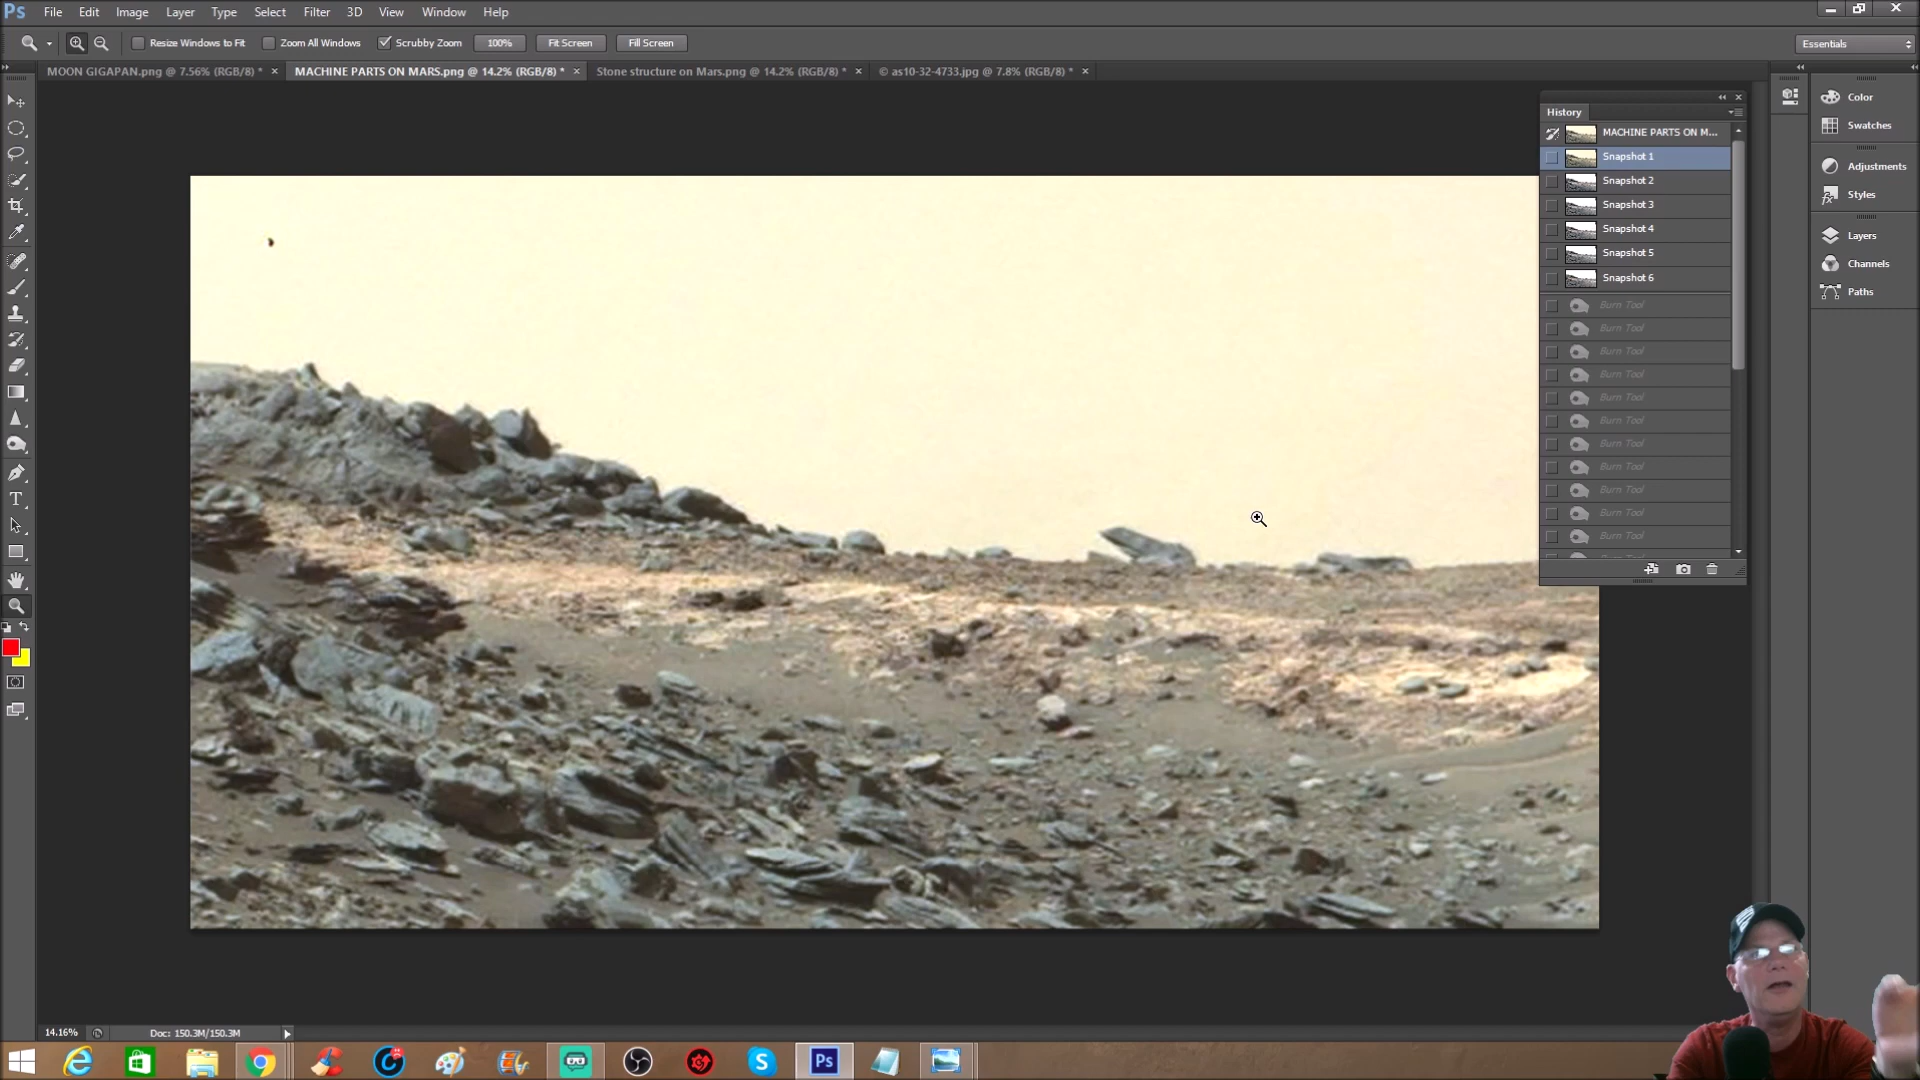 Ps File Edit Image Layer Type Select Filter 3D View Window Help
Resize Windows to Fit Zoom All Windows Scrubby Zoom 100% Fit Screen Fill Screen Essentials
MOON GIGAPAN.png @ 7.56% (RGB/8) * × MACHINE PARTS ON MARS.png @ 14.2% (RGB/8) * × Stone structure on Mars.png @ 14.2% (RGB/8) * × © as10-32-4733.jpg @ 7.8% (RGB/8) * ×
History
MACHINE PARTS ON M...
Snapshot 1
Snapshot 2
Snapshot 3
Snapshot 4
Snapshot 5
Snapshot 6
Burn Tool
Burn Tool
Burn Tool
Burn Tool
Burn Tool
Burn Tool
Burn Tool
Burn Tool
Burn Tool
Burn Tool
Burn Tool
Color
Swatches
Adjustments
Styles
Layers
Channels
Paths
14.16% Doc: 150.3M/150.3M
Ps